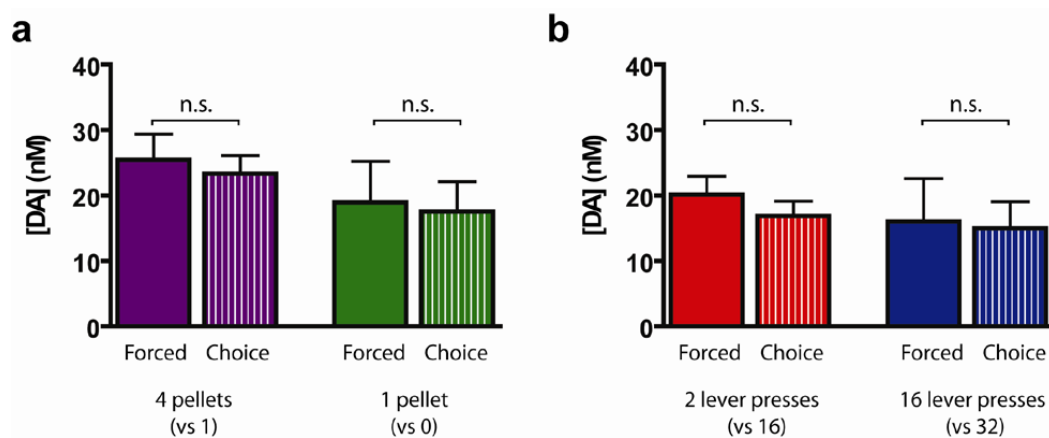 a
[DA] (nM)
40
30
20
10
0
n.s.
n.s.
Forced
Choice
Forced
Choice
4 pellets
(vs 1)
1 pellet
(vs 0)
b
[DA] (nM)
40
30
20
10
0
n.s.
n.s.
Forced
Choice
Forced
Choice
2 lever presses
(vs 16)
16 lever presses
(vs 32)